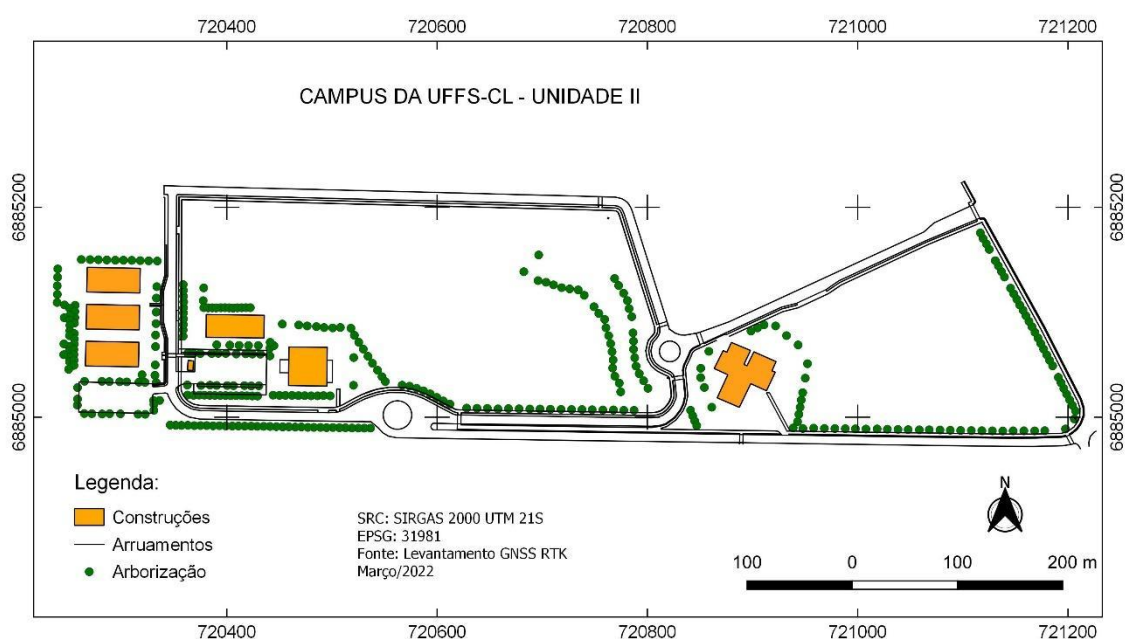 720400 720600 720800 721000 721200
CAMPUS DA UFFS-CL - UNIDADE II
6885200 6885200
6885000 6885000
Legenda:
Construções
Arruamentos
Arborização
SRC: SIRGAS 2000 UTM 21S
EPSG: 31981
Fonte: Levantamento GNSS RTK
Março/2022
N
100 0 100 200 m
720400 720600 720800 721000 721200